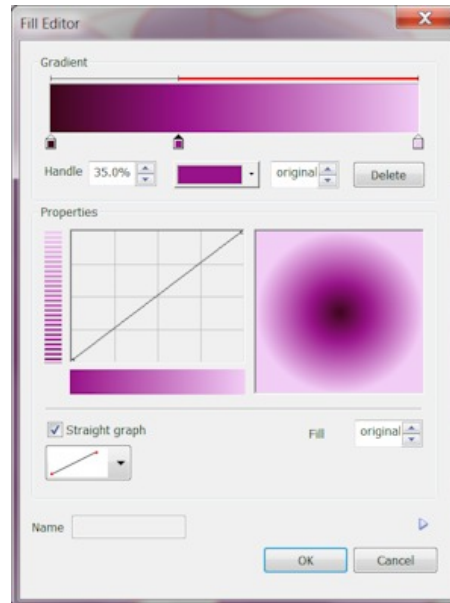 Fill Editor
Gradient
Handle 35.0% original Delete
Properties
Straight graph Fill original
Name
OK Cancel